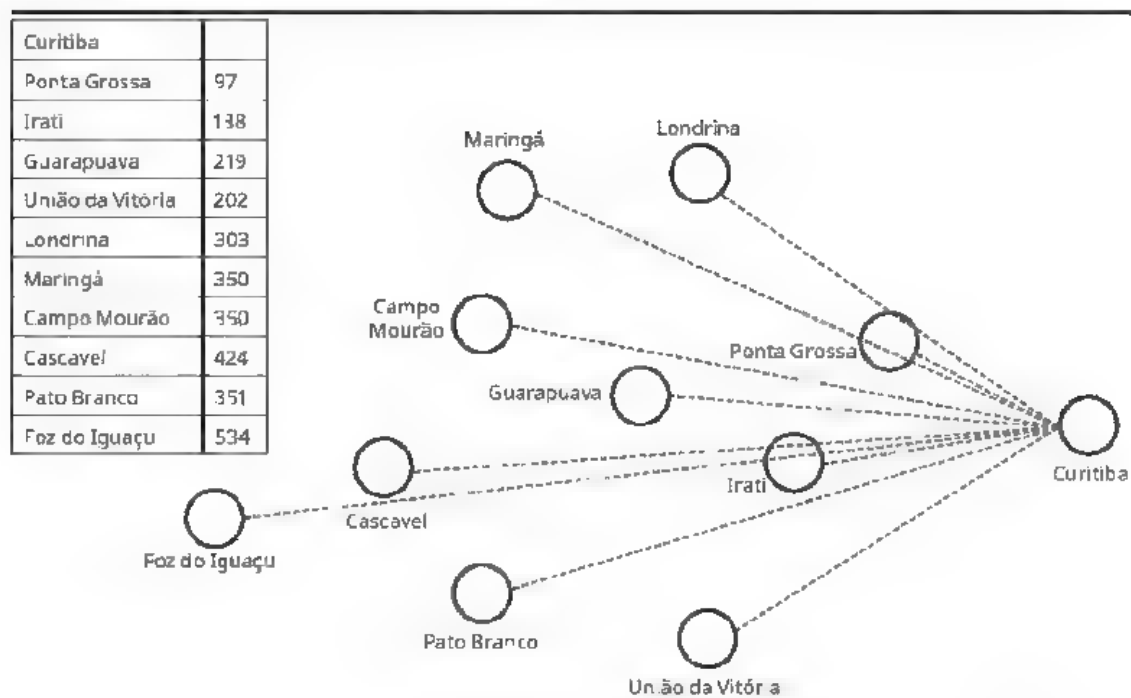 Curitiba
Ponta Grossa 97
Irati 138
Guarapuava 219
União da Vitória 202
Londrina 303
Maringá 350
Campo Mourão 350
Cascavel 424
Pato Branco 351
Foz do Iguaçu 534
Londrina
Maringá
Campo
Mourão
Ponta Grossa
Guarapuava
Curitiba
Irati
Cascavel
Foz do Iguaçu
Pato Branco
União da Vitória